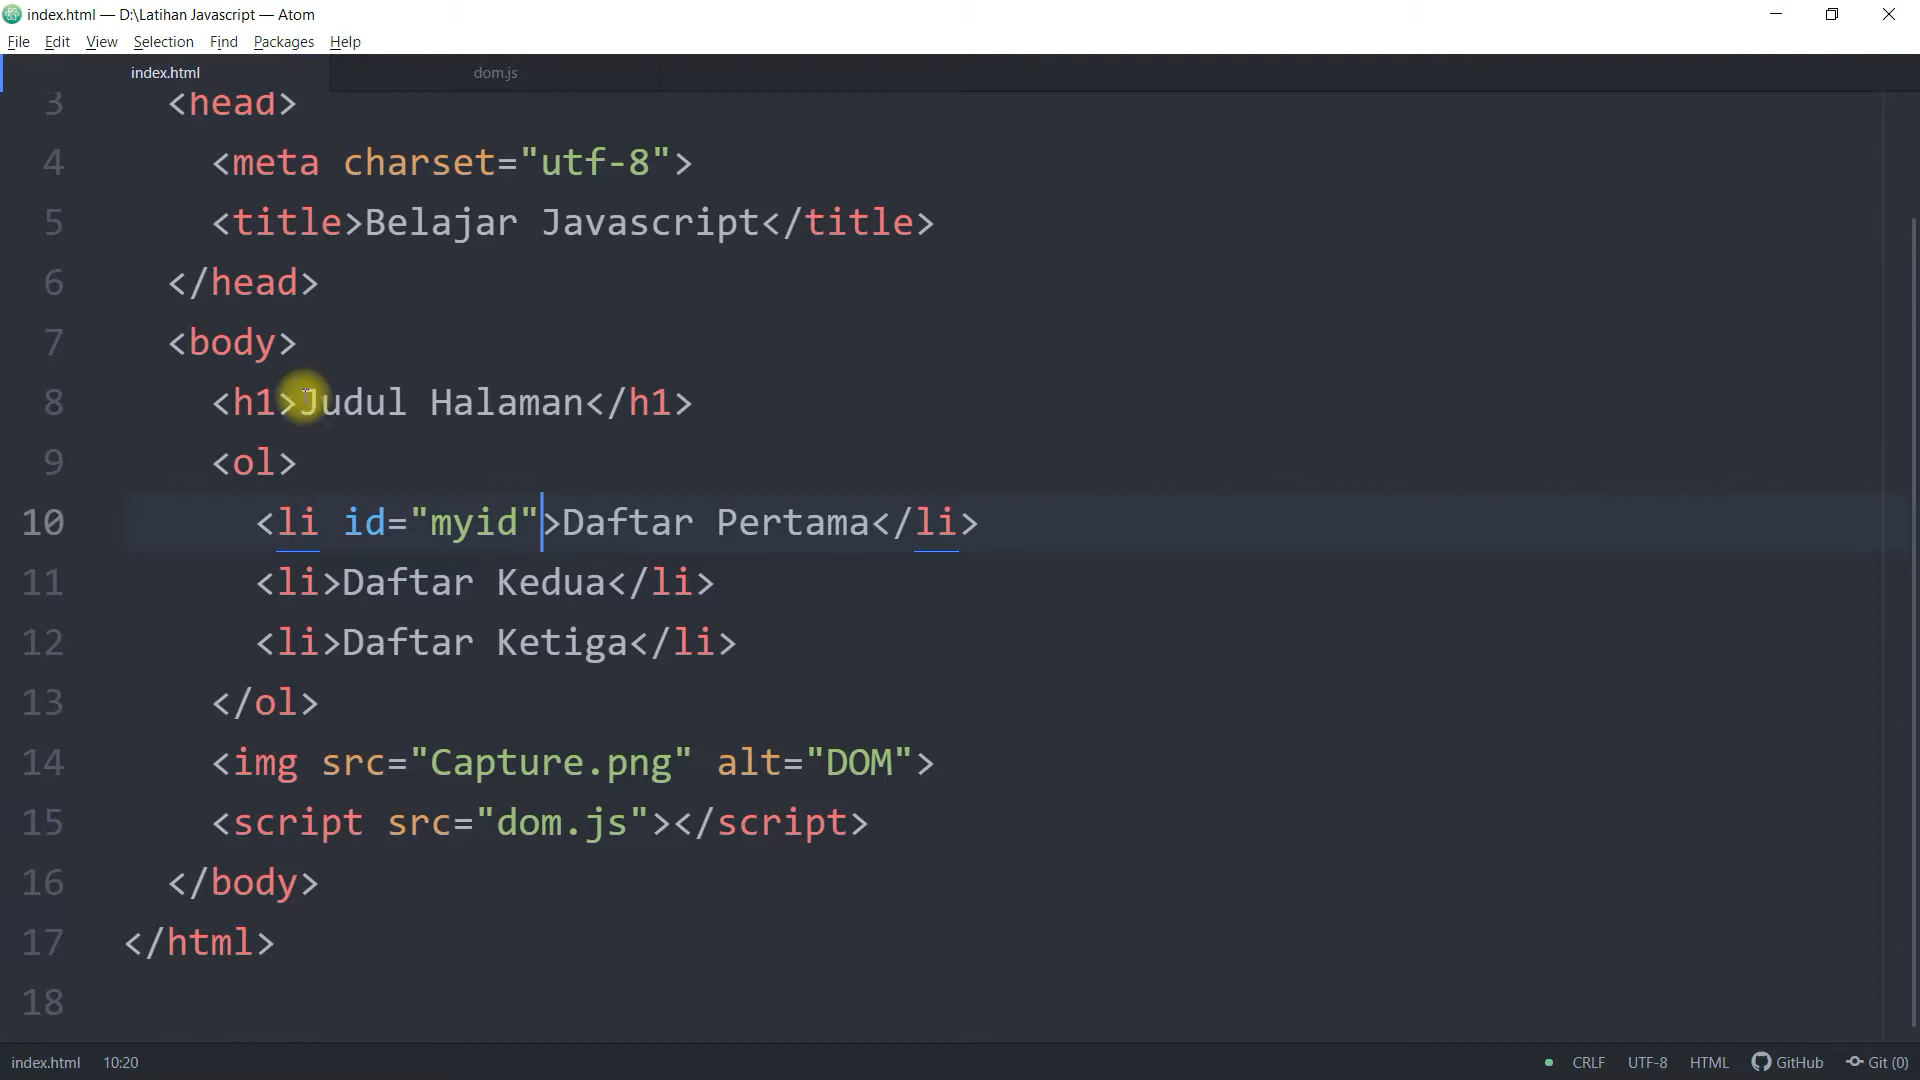 index.html — D:\Latihan Javascript — Atom
File Edit View Selection Find Packages Help
index.html dom.js
3 <head>
4 <meta charset="utf-8">
5 <title>Belajar Javascript</title>
6 </head>
7 <body>
8 <h1>Judul Halaman</h1>
9 <ol>
10 <li id="myid">Daftar Pertama</li>
11 <li>Daftar Kedua</li>
12 <li>Daftar Ketiga</li>
13 </ol>
14 <img src="Capture.png" alt="DOM">
15 <script src="dom.js"></script>
16 </body>
17 </html>
18
index.html 10:20 CRLF UTF-8 HTML GitHub Git (0)